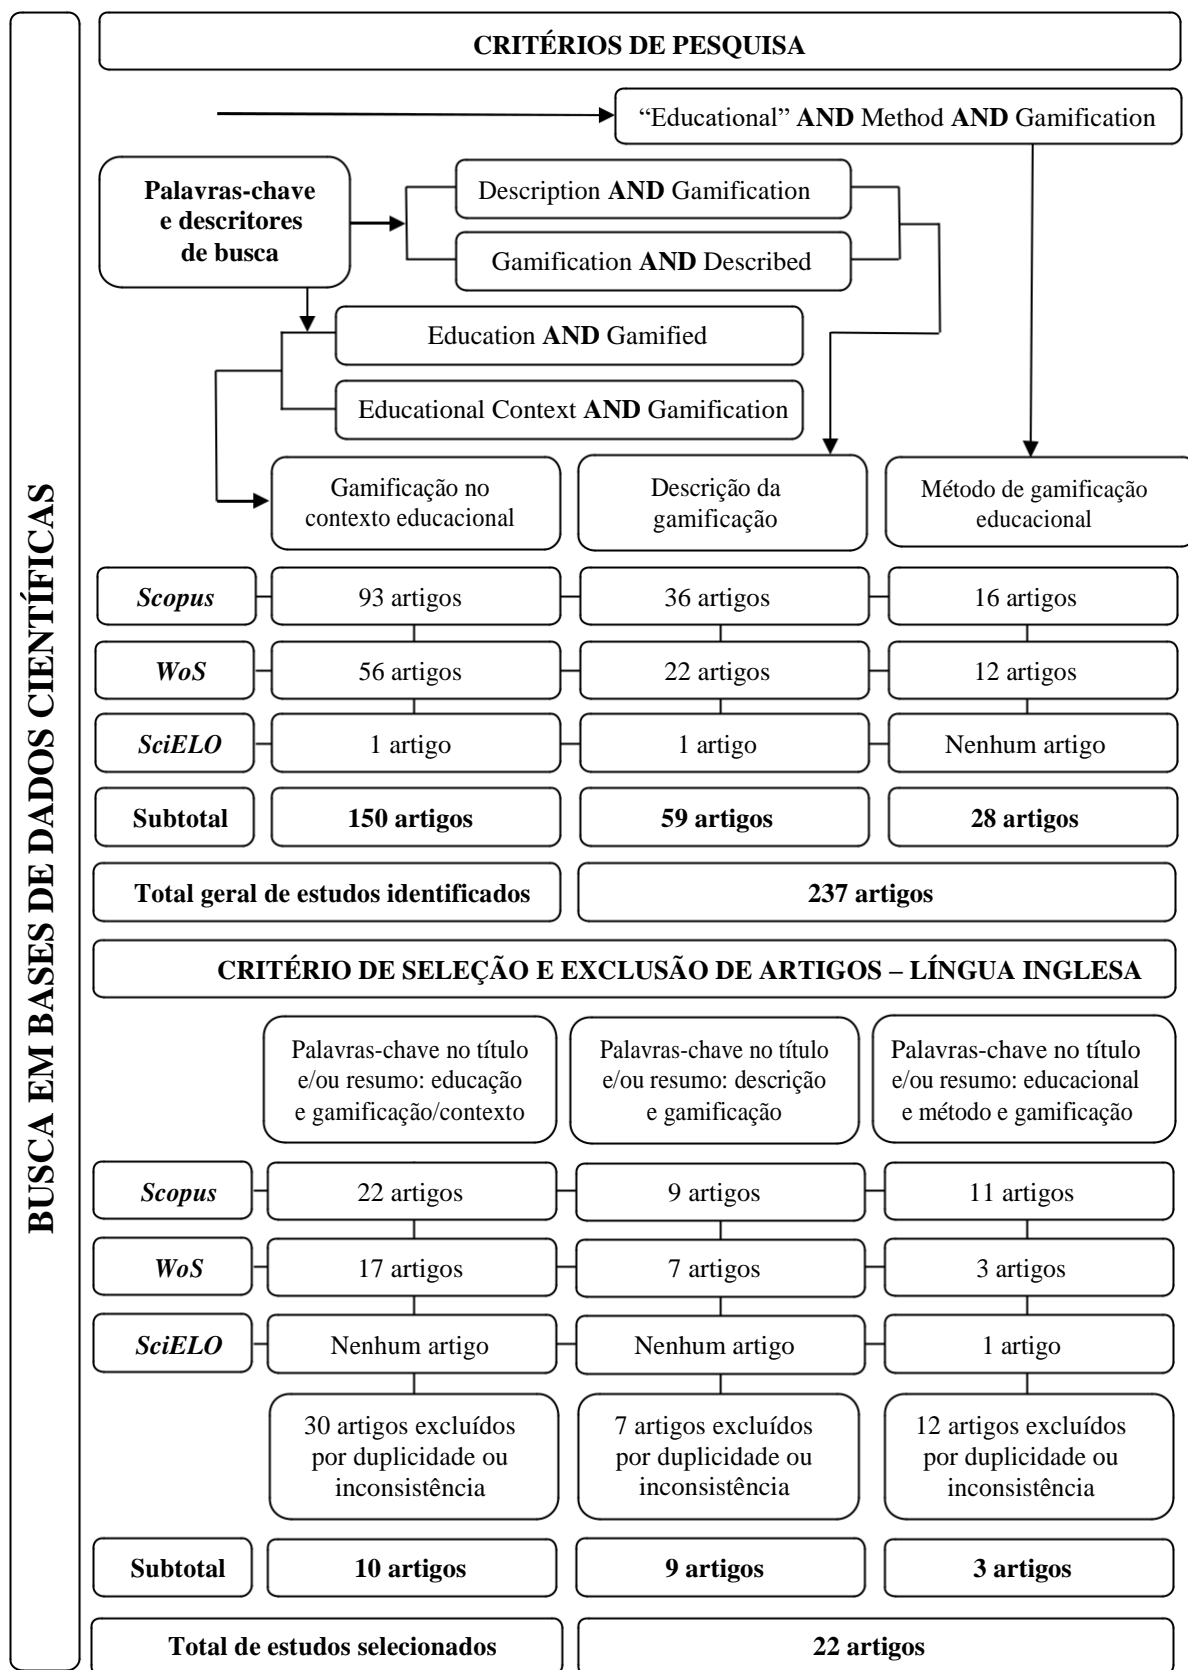 BUSCA EM BASES DE DADOS CIENTÍFICAS
CRITÉRIOS DE PESQUISA
“Educational” AND Method AND Gamification
Palavras-chave
e descritores
de busca
Description AND Gamification
Gamification AND Described
Education AND Gamified
Educational Context AND Gamification
Gamificação no
contexto educacional
Descrição da
gamificação
Método de gamificação
educacional
Scopus
93 artigos
36 artigos
16 artigos
WoS
56 artigos
22 artigos
12 artigos
SciELO
1 artigo
1 artigo
Nenhum artigo
Subtotal
150 artigos
59 artigos
28 artigos
Total geral de estudos identificados
237 artigos
CRITÉRIO DE SELEÇÃO E EXCLUSÃO DE ARTIGOS – LÍNGUA INGLESA
Palavras-chave no título
e/ou resumo: educação
e gamificação/contexto
Palavras-chave no título
e/ou resumo: descrição
e gamificação
Palavras-chave no título
e/ou resumo: educacional
e método e gamificação
Scopus
22 artigos
9 artigos
11 artigos
WoS
17 artigos
7 artigos
3 artigos
SciELO
Nenhum artigo
Nenhum artigo
1 artigo
30 artigos excluídos
por duplicidade ou
inconsistência
7 artigos excluídos
por duplicidade ou
inconsistência
12 artigos excluídos
por duplicidade ou
inconsistência
Subtotal
10 artigos
9 artigos
3 artigos
Total de estudos selecionados
22 artigos